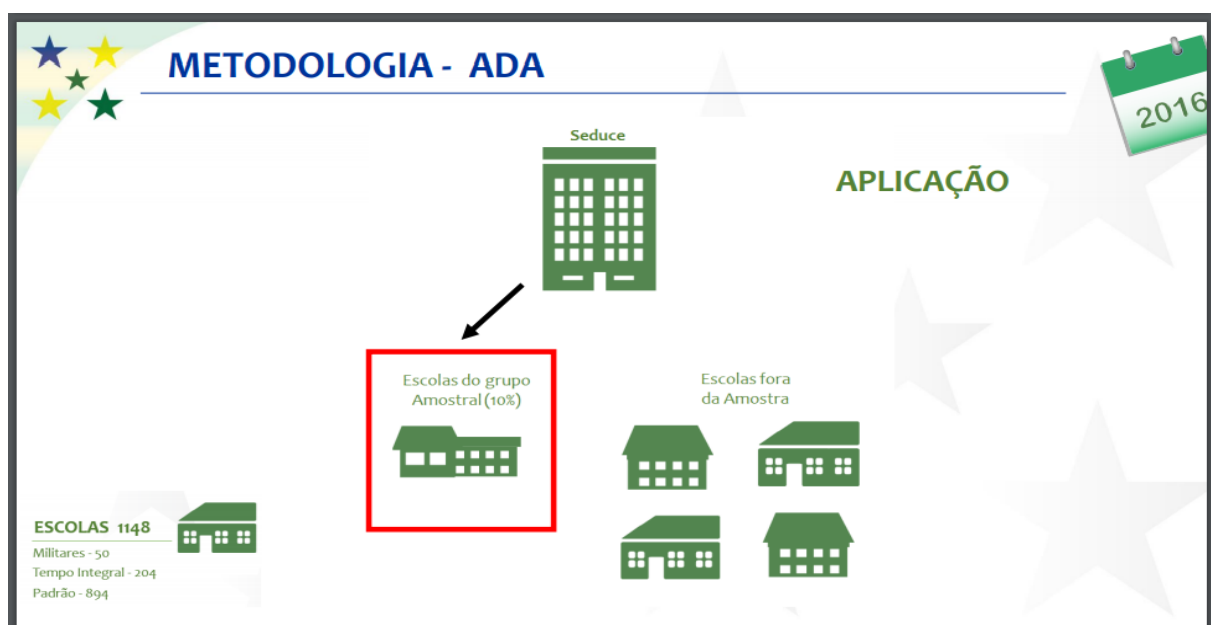 METODOLOGIA - ADA
2016
Seduce
APLICAÇÃO
Escolas do grupo
Amostral (10%)
Escolas fora
da Amostra
ESCOLAS 1148
Militares - 50
Tempo Integral - 204
Padrão - 894